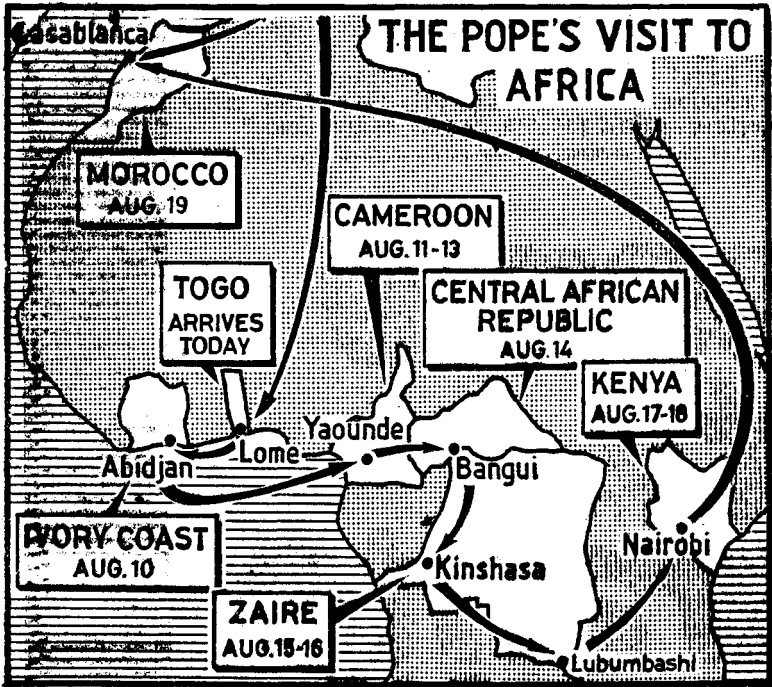 THE POPE'S VISIT TO
AFRICA
Casablanca
MOROCCO
AUG. 19
CAMEROON
AUG. 11-13
TOGO
ARRIVES
TODAY
CENTRAL AFRICAN
REPUBLIC
AUG. 14
KENYA
AUG. 17-18
Yaounde
Lome
Abidjan
Bangui
IVORY COAST
AUG. 10
Nairobi
Kinshasa
ZAIRE
AUG. 15-16
Lubumbashi